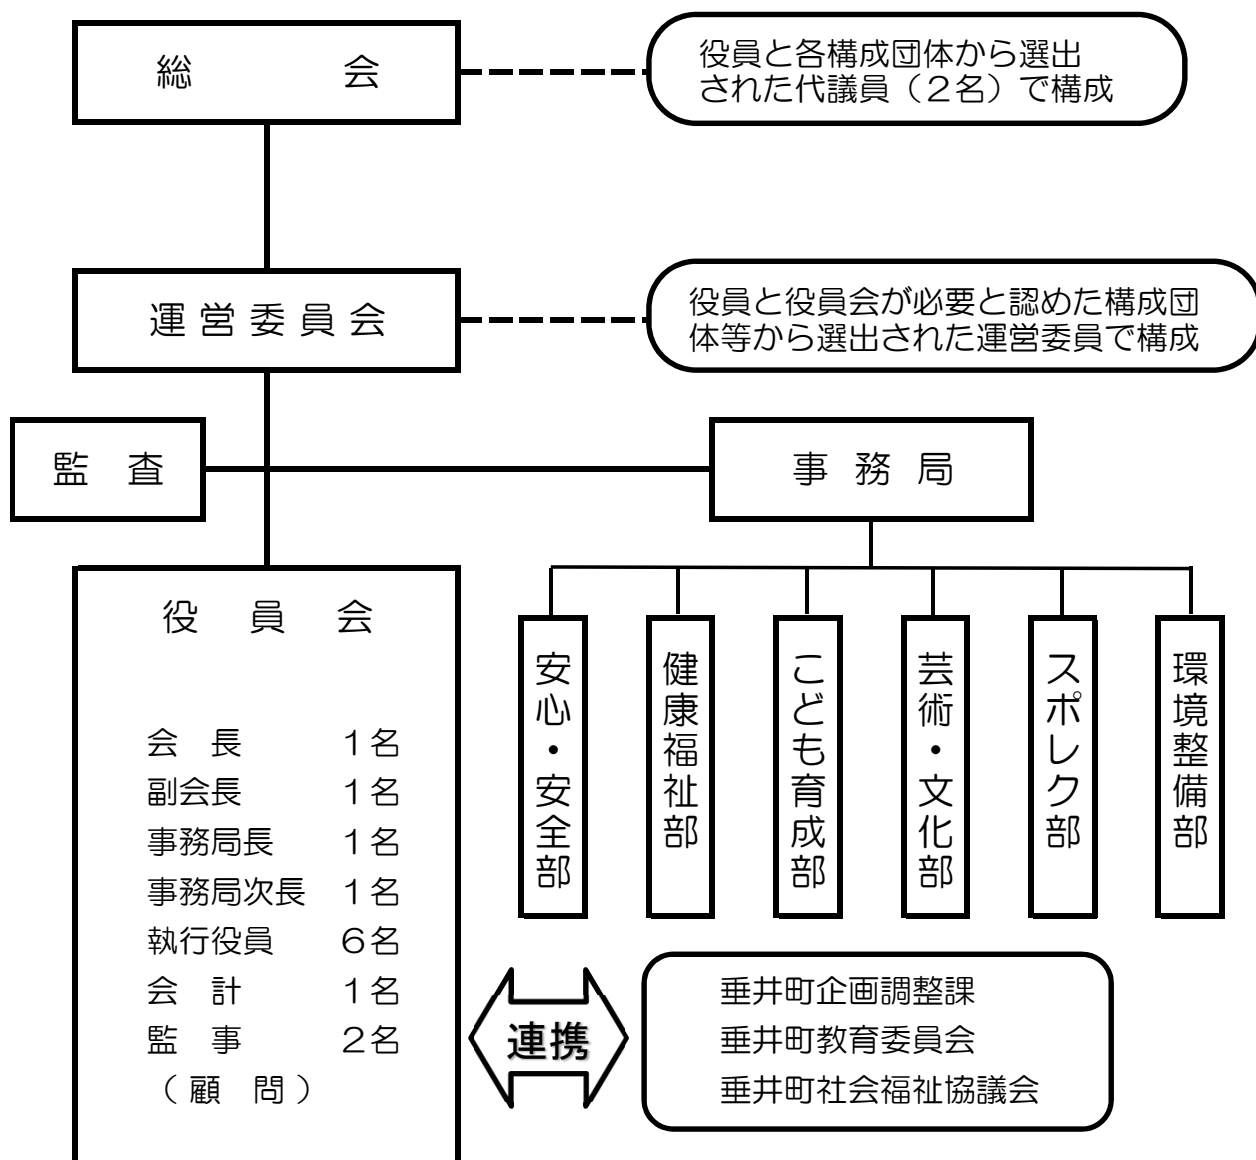 総　会
役員と各構成団体から選出
された代議員（２名）で構成
運営委員会
役員と役員会が必要と認めた構成団
体等から選出された運営委員で構成
監　査
事務局
役　員　会
会　長　１名
副会長　１名
事務局長　１名
事務局次長　１名
執行役員　６名
会　計　１名
監　事　２名
（顧　問）
安心・安全部
健康福祉部
こども育成部
芸術・文化部
スポレク部
環境整備部
連携
垂井町企画調整課
垂井町教育委員会
垂井町社会福祉協議会